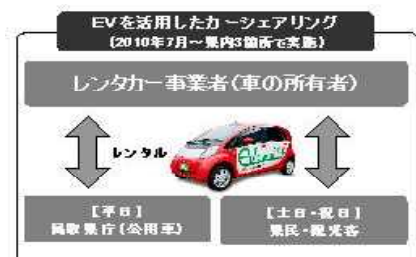 EVを活用したカーシェアリング
(2010年7月～県内3箇所で実施)
レンタカー事業者(車の所有者)
レンタル
【平日】
鳥取県庁(公用車)
【土日・祝日】
県民・観光客